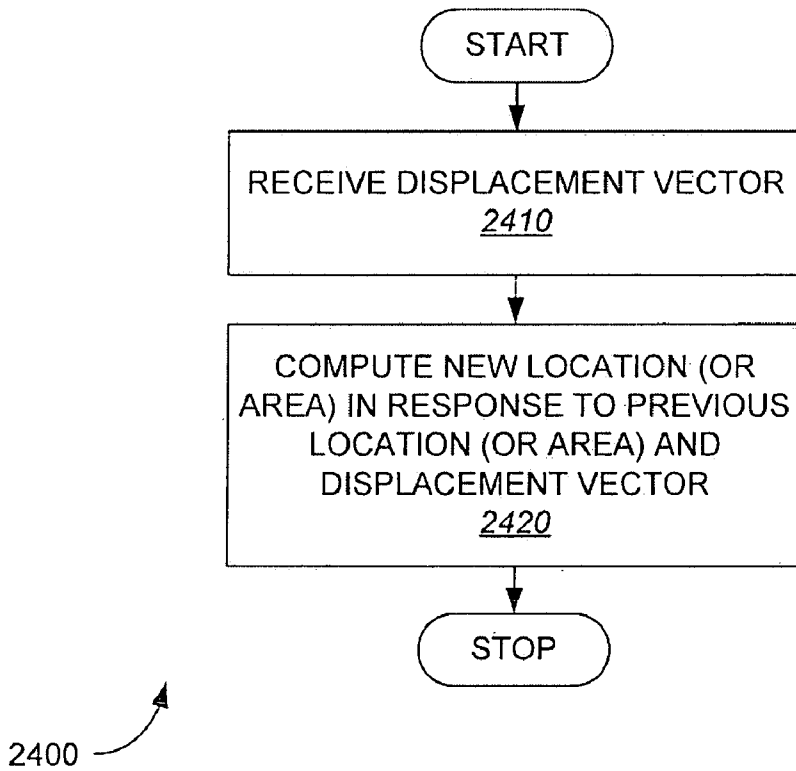 START
RECEIVE DISPLACEMENT VECTOR
2410
COMPUTE NEW LOCATION (OR
AREA) IN RESPONSE TO PREVIOUS
LOCATION (OR AREA) AND
DISPLACEMENT VECTOR
2420
STOP
2400